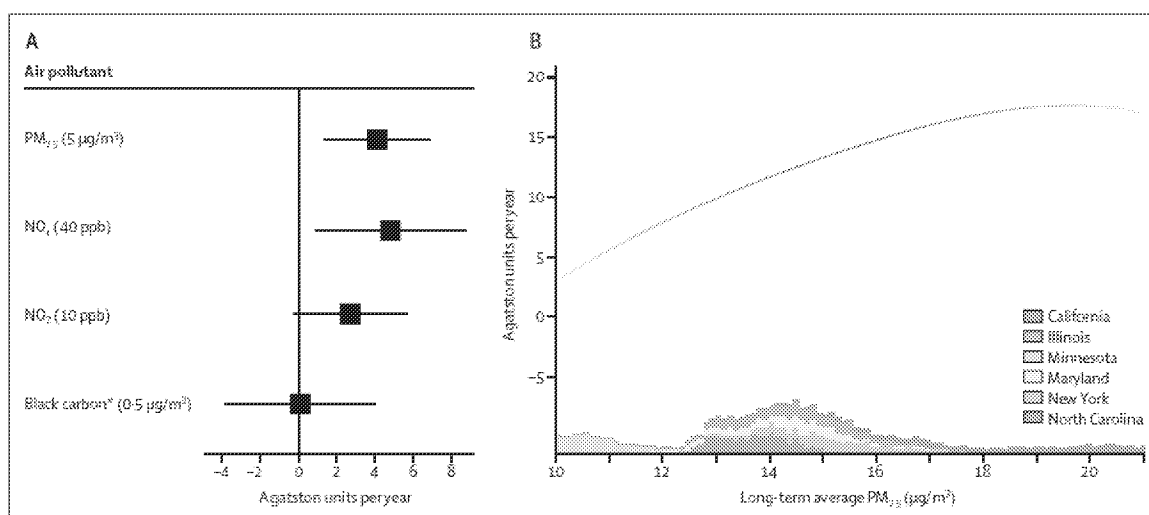 A
Air pollutant
PM₂.₅ (5 µg/m³)
NOₓ (40 ppb)
NO₂ (10 ppb)
Black carbon* (0·5 µg/m³)
−4 −2 0 2 4 6 8
Agatston units per year
B
20
15
10
5
0
−5
Agatston units per year
California
Illinois
Minnesota
Maryland
New York
North Carolina
10 12 14 16 18 20
Long-term average PM₂.₅ (µg/m³)